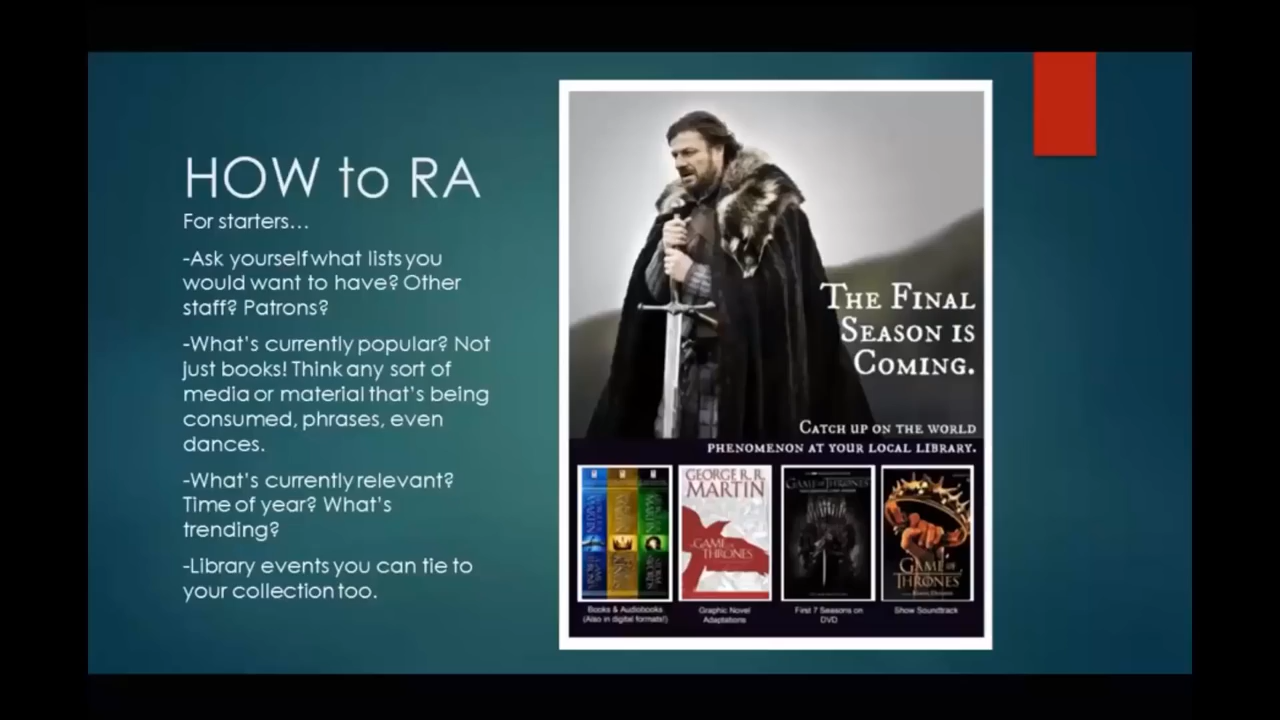 HOW to RA
For starters…
-Ask yourself what lists you
would want to have? Other
staff? Patrons?
-What's currently popular? Not
just books! Think any sort of
media or material that's being
consumed, phrases, even
dances.
-What's currently relevant?
Time of year? What's
trending?
-Library events you can tie to
your collection too.
The Final
Season is
Coming.
Catch up on the world
phenomenon at your local library.
GEORGE R. R.
MARTIN
A GAME OF
THRONES
GAME OF THRONES
GAME OF
THRONES
Books & Audiobooks
(Also in digital formats!)
Graphic Novel
Adaptations
First 7 Seasons on
DVD
Show Soundtrack